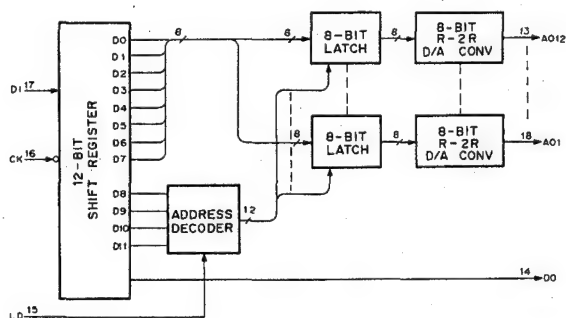 DI 17
CK 16
LD 15
12-BIT
SHIFT REGISTER
D0
D1
D2
D3
D4
D5
D6
D7
D8
D9
D10
D11
8
ADDRESS
DECODER
12
8
8-BIT
LATCH
8
8-BIT
R-2R
D/A CONV
13
AO12
8
8-BIT
LATCH
8
8-BIT
R-2R
D/A CONV
18
AO1
14
DO